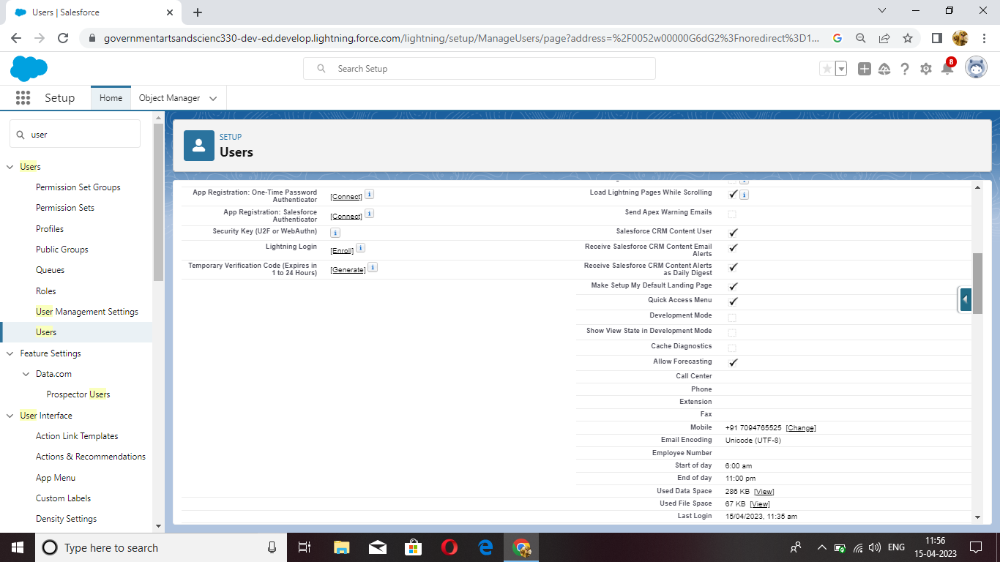 Users | Salesforce
governmentartsandscienc330-dev-ed.develop.lightning.force.com/lightning/setup/ManageUsers/page?address=%2F0052w00000G6dG2%3Fnoredirect%3D1...
Search Setup
8
Setup
Home
Object Manager
user
Users
Permission Set Groups
Permission Sets
Profiles
Public Groups
Queues
Roles
User Management Settings
Users
Feature Settings
Data.com
Prospector Users
User Interface
Action Link Templates
Actions & Recommendations
App Menu
Custom Labels
Density Settings
SETUP
Users
App Registration: One-Time Password
Authenticator
[Connect] i
App Registration: Salesforce
Authenticator
[Connect] i
Security Key (U2F or WebAuthn) i
Lightning Login [Enroll] i
Temporary Verification Code (Expires in
1 to 24 Hours)
[Generate] i
Load Lightning Pages While Scrolling i
Send Apex Warning Emails
Salesforce CRM Content User
Receive Salesforce CRM Content Email
Alerts
Receive Salesforce CRM Content Alerts
as Daily Digest
Make Setup My Default Landing Page
Quick Access Menu
Development Mode
Show View State in Development Mode
Cache Diagnostics
Allow Forecasting
Call Center
Phone
Extension
Fax
Mobile +91 7094765525 [Change]
Email Encoding Unicode (UTF-8)
Employee Number
Start of day 6:00 am
End of day 11:00 pm
Used Data Space 286 KB [View]
Used File Space 67 KB [View]
Last Login 15/04/2023, 11:35 am
Type here to search
ENG
11:56
15-04-2023